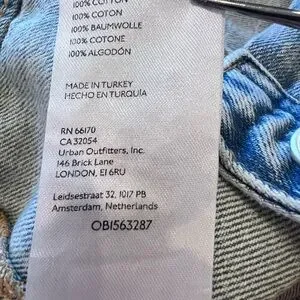 100% COTTON
100% COTON
100% BAUMWOLLE
100% COTONE
100% ALGODÓN
MADE IN TURKEY
HECHO EN TURQUÍA
RN 66170
CA 32054
Urban Outfitters, Inc.
146 Brick Lane
LONDON, E1 6RU
Leidsestraat 32, 1017 PB
Amsterdam, Netherlands
OB1563287